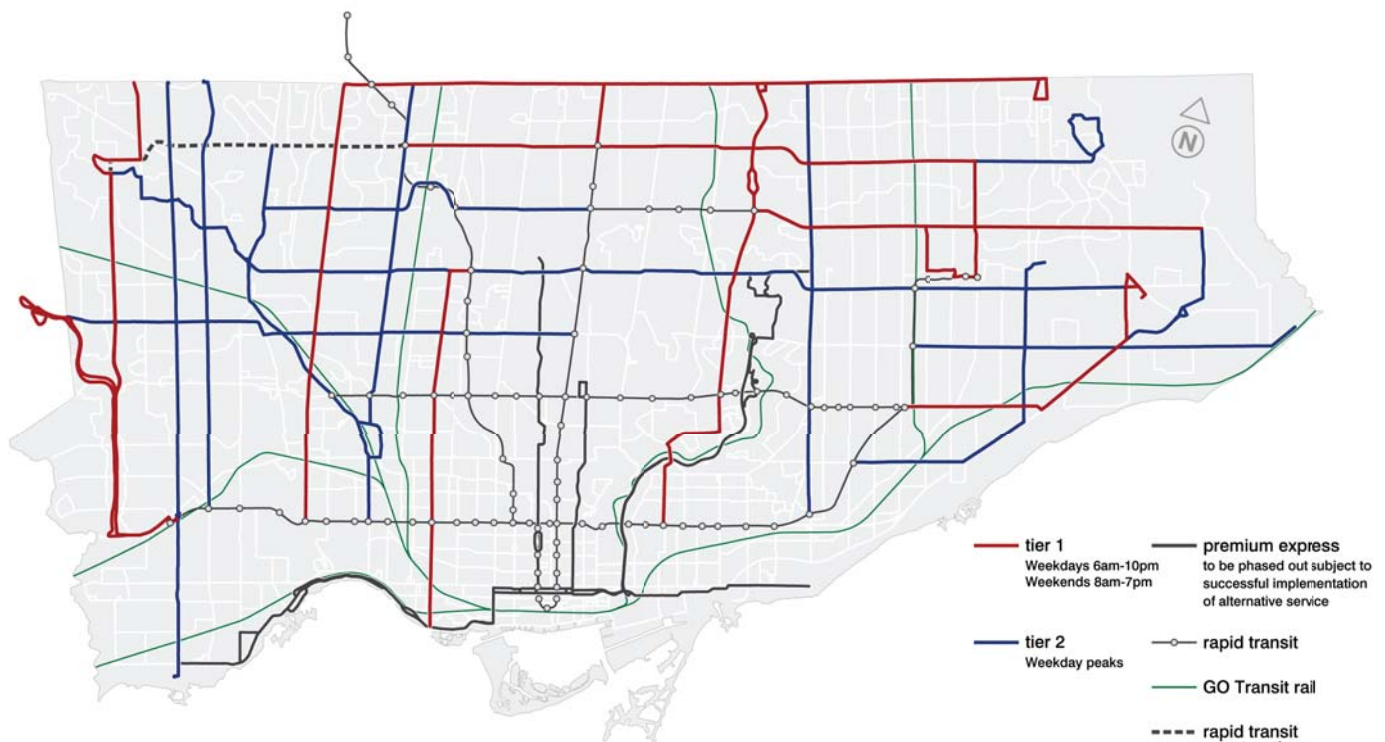 N
tier 1
Weekdays 6am-10pm
Weekends 8am-7pm
premium express
to be phased out subject to
successful implementation
of alternative service
tier 2
Weekday peaks
rapid transit
GO Transit rail
rapid transit